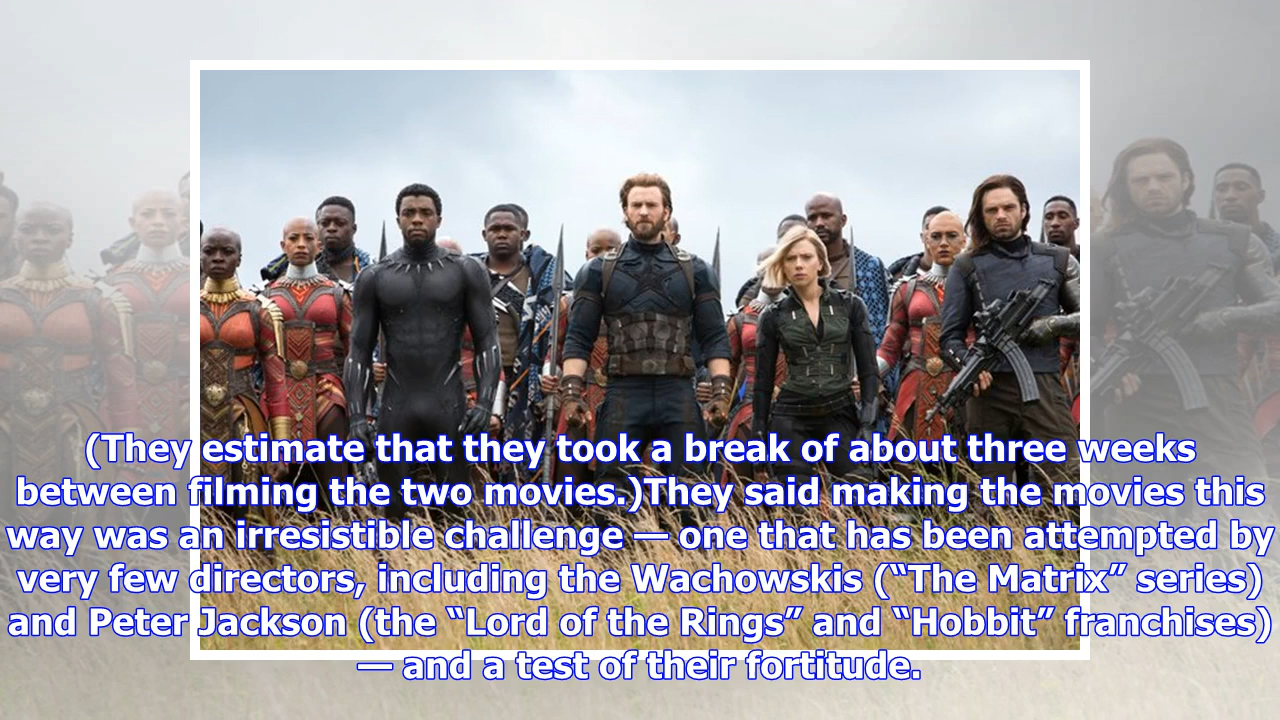 (They estimate that they took a break of about three weeks
between filming the two movies.)They said making the movies this
way was an irresistible challenge — one that has been attempted by
very few directors, including the Wachowskis (“The Matrix” series)
and Peter Jackson (the “Lord of the Rings” and “Hobbit” franchises)
— and a test of their fortitude.